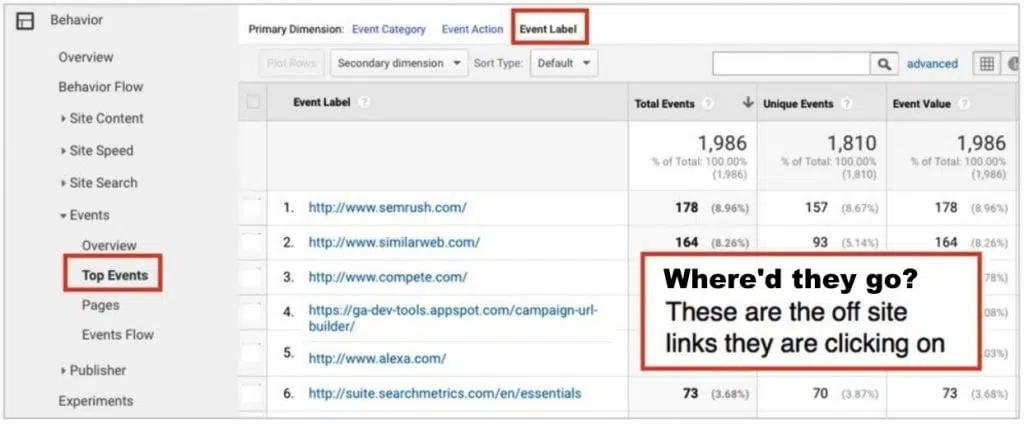 Behavior
Overview
Behavior Flow
Site Content
Site Speed
Site Search
Events
Overview
Top Events
Pages
Events Flow
Publisher
Experiments
Primary Dimension: Event Category Event Action Event Label
Plot Rows Secondary dimension Sort Type: Default advanced
Event Label ? Total Events ? Unique Events ? Event Value ?
1,986 1,810 1,986
% of Total: 100.00% % of Total: 100.00% % of Total: 100.00%
(1,986) (1,810) (1,986)
1. http://www.semrush.com/ 178 (8.96%) 157 (8.67%) 178 (8.96%)
2. http://www.similarweb.com/ 164 (8.26%) 93 (5.14%) 164 (8.26%)
3. http://www.compete.com/
4. https://ga-dev-tools.appspot.com/campaign-url-
builder/
5. http://www.alexa.com/
6. http://suite.searchmetrics.com/en/essentials 73 (3.68%) 70 (3.87%) 73 (3.68%)
Where'd they go?
These are the off site
links they are clicking on